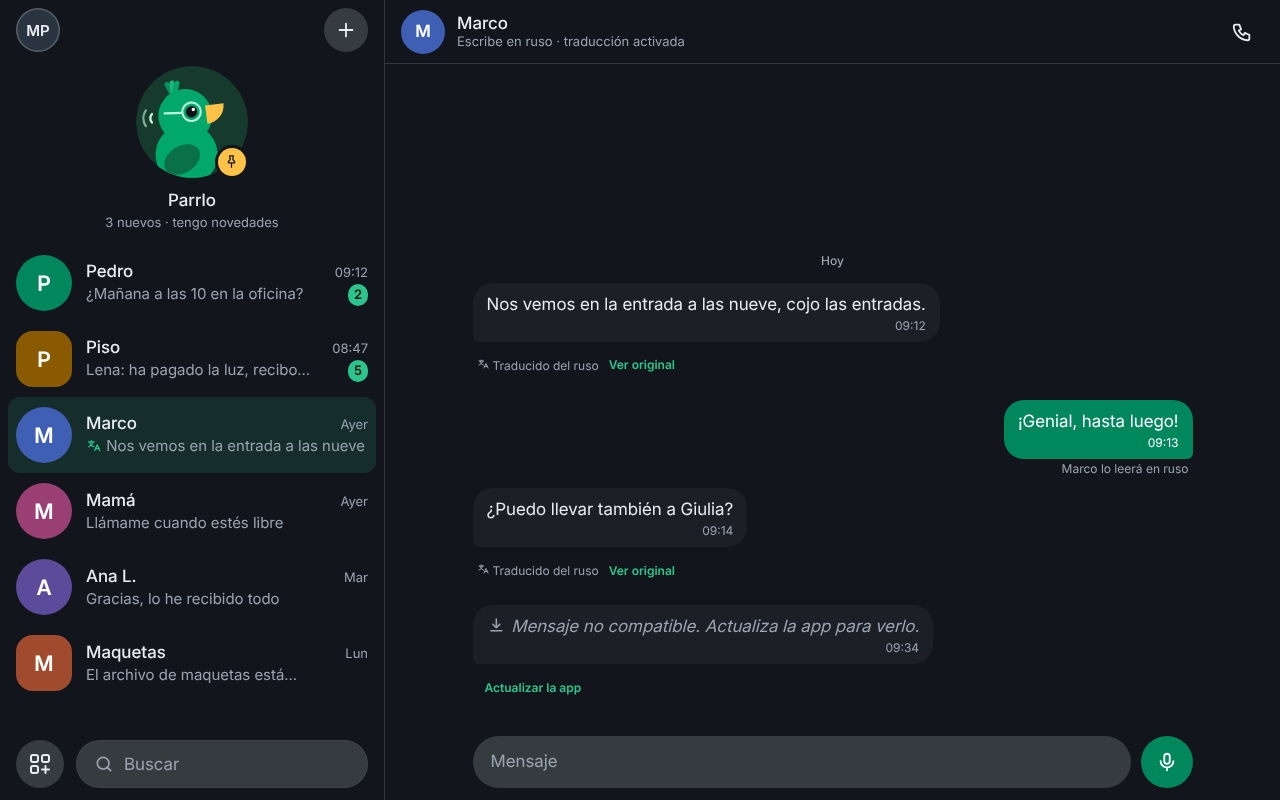 MP
Parrlo
3 nuevos · tengo novedades
P
Pedro
09:12
¿Mañana a las 10 en la oficina?
2
P
Piso
08:47
Lena: ha pagado la luz, recibo...
5
M
Marco
Ayer
Nos vemos en la entrada a las nueve
M
Mamá
Ayer
Llámame cuando estés libre
A
Ana L.
Mar
Gracias, lo he recibido todo
M
Maquetas
Lun
El archivo de maquetas está...
Buscar
M
Marco
Escribe en ruso · traducción activada
Hoy
Nos vemos en la entrada a las nueve, cojo las entradas.
09:12
Traducido del ruso Ver original
¡Genial, hasta luego!
09:13
Marco lo leerá en ruso
¿Puedo llevar también a Giulia?
09:14
Traducido del ruso Ver original
Mensaje no compatible. Actualiza la app para verlo.
09:34
Actualizar la app
Mensaje